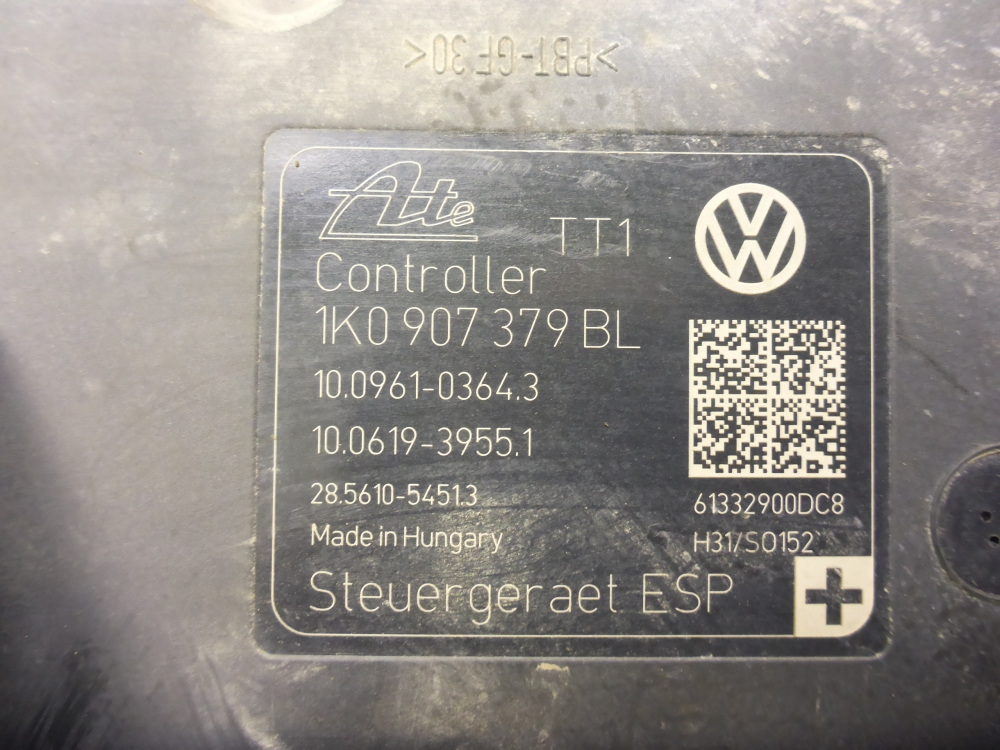 >PBT-GF30<
Ate
TT1
Controller
1K0 907 379 BL
10.0961-0364.3
10.0619-3955.1
28.5610-5451.3
61332900DC8
Made in Hungary
H31/SO152
Steuergeraet ESP